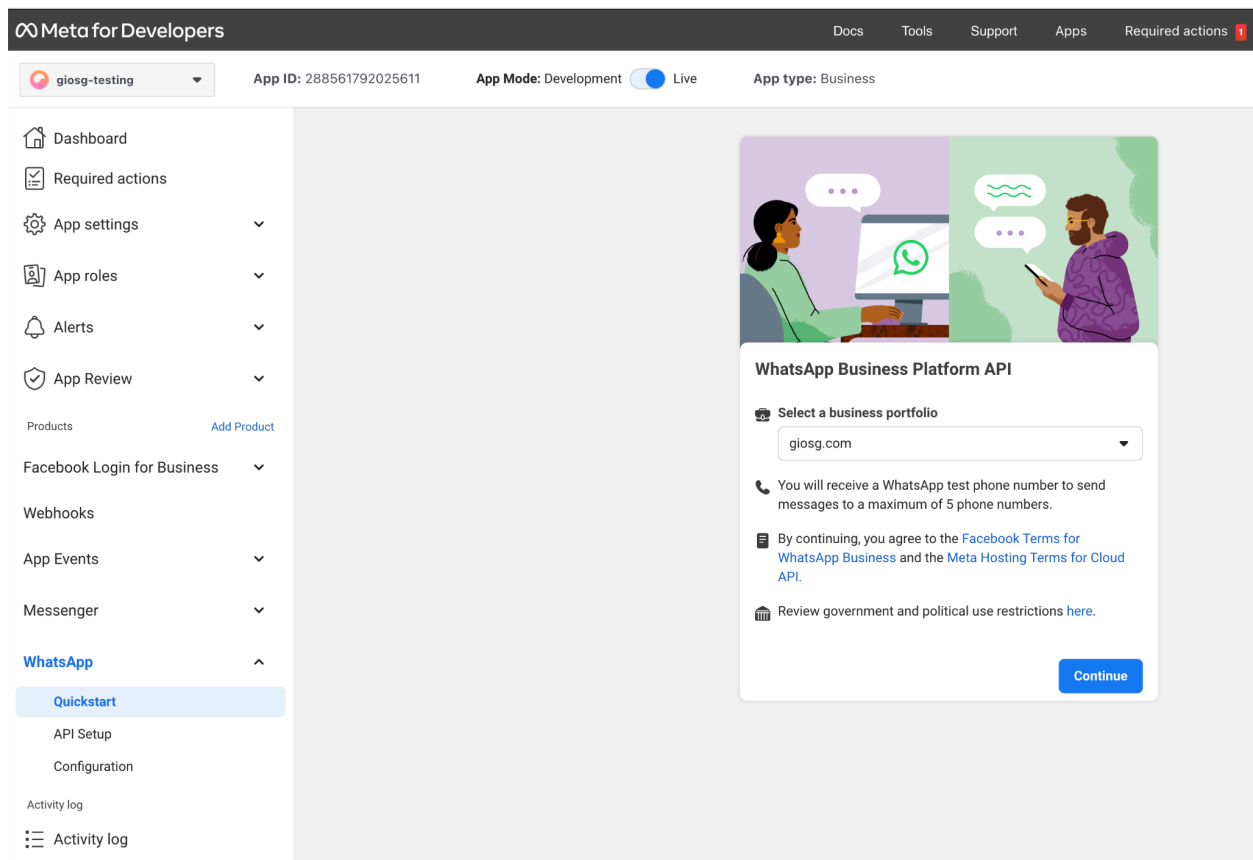 Meta for Developers
Docs Tools Support Apps Required actions 1
giosg-testing App ID: 288561792025611 App Mode: Development Live App type: Business
Dashboard
Required actions
App settings
App roles
Alerts
App Review
Products Add Product
Facebook Login for Business
Webhooks
App Events
Messenger
WhatsApp
Quickstart
API Setup
Configuration
Activity log
Activity log
WhatsApp Business Platform API
Select a business portfolio
giosg.com
You will receive a WhatsApp test phone number to send
messages to a maximum of 5 phone numbers.
By continuing, you agree to the Facebook Terms for
WhatsApp Business and the Meta Hosting Terms for Cloud
API.
Review government and political use restrictions here.
Continue